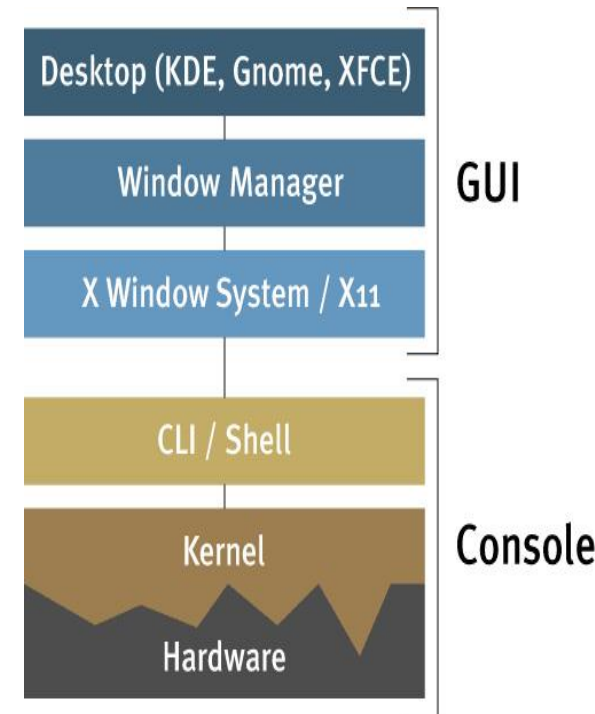 Desktop (KDE, Gnome, XFCE)
Window Manager
GUI
X Window System / X11
CLI / Shell
Kernel
Console
Hardware